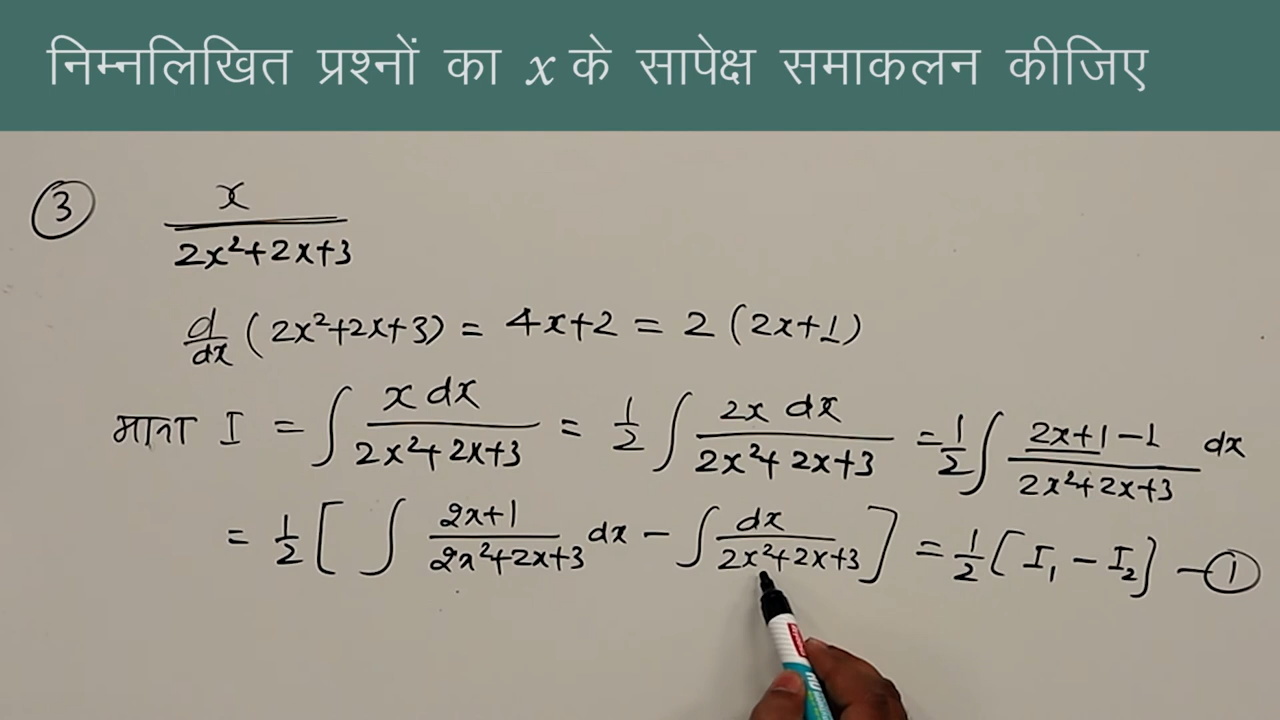 निम्नलिखित प्रश्नों का x के सापेक्ष समाकलन कीजिए
③ x / (2x²+2x+3)
d/dx (2x²+2x+3) = 4x+2 = 2 (2x+1)
माना I = ∫ x dx / (2x²+2x+3) = 1/2 ∫ 2x dx / (2x²+2x+3) = 1/2 ∫ (2x+1-1) / (2x²+2x+3) dx
= 1/2 [ ∫ (2x+1) / (2x²+2x+3) dx - ∫ dx / (2x²+2x+3) ] = 1/2 [I₁ - I₂] - ①